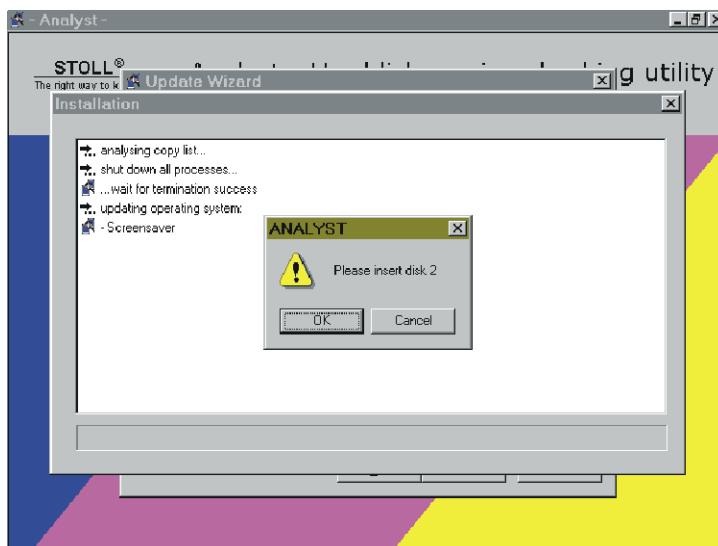 - Analyst -
STOLL®
The right way to k
g utility
Update Wizard
Installation
analysing copy list...
shut down all processes...
...wait for termination success
updating operating system:
- Screensaver
ANALYST
Please insert disk 2
OK
Cancel